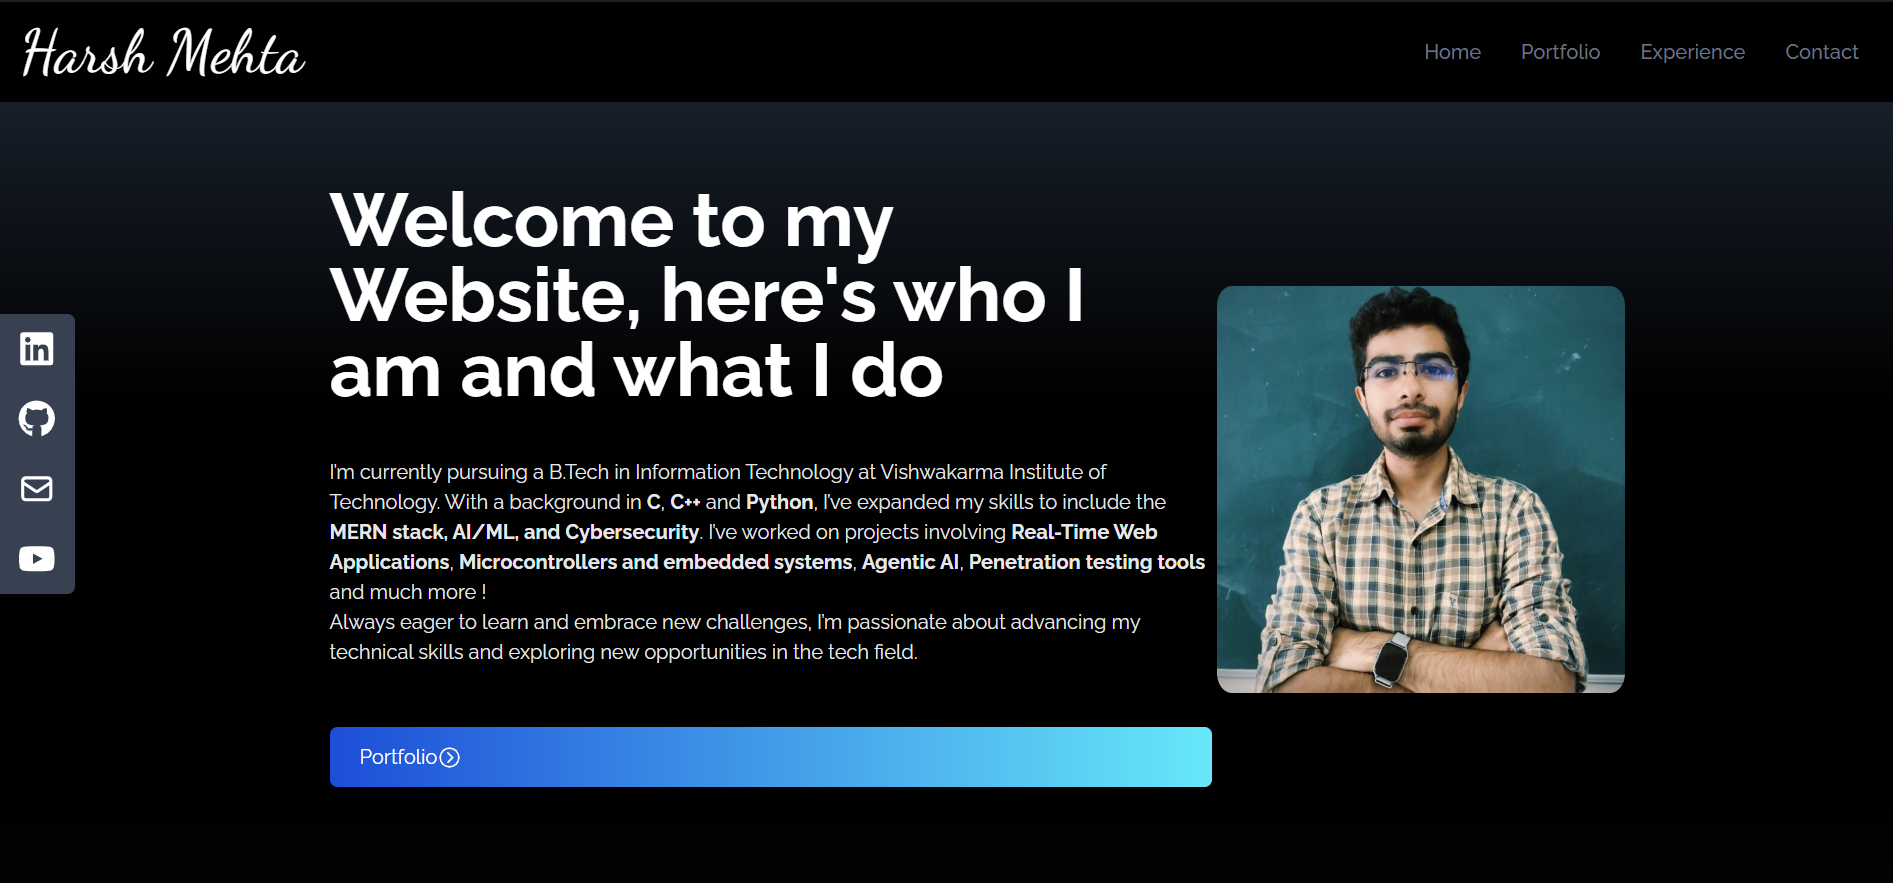 Harsh Mehta
Home Portfolio Experience Contact
Welcome to my
Website, here's who I
am and what I do
in
I'm currently pursuing a B.Tech in Information Technology at Vishwakarma Institute of
Technology. With a background in C, C++ and Python, I've expanded my skills to include the
MERN stack, AI/ML, and Cybersecurity. I've worked on projects involving Real-Time Web
Applications, Microcontrollers and embedded systems, Agentic AI, Penetration testing tools
and much more !
Always eager to learn and embrace new challenges, I'm passionate about advancing my
technical skills and exploring new opportunities in the tech field.
Portfolio